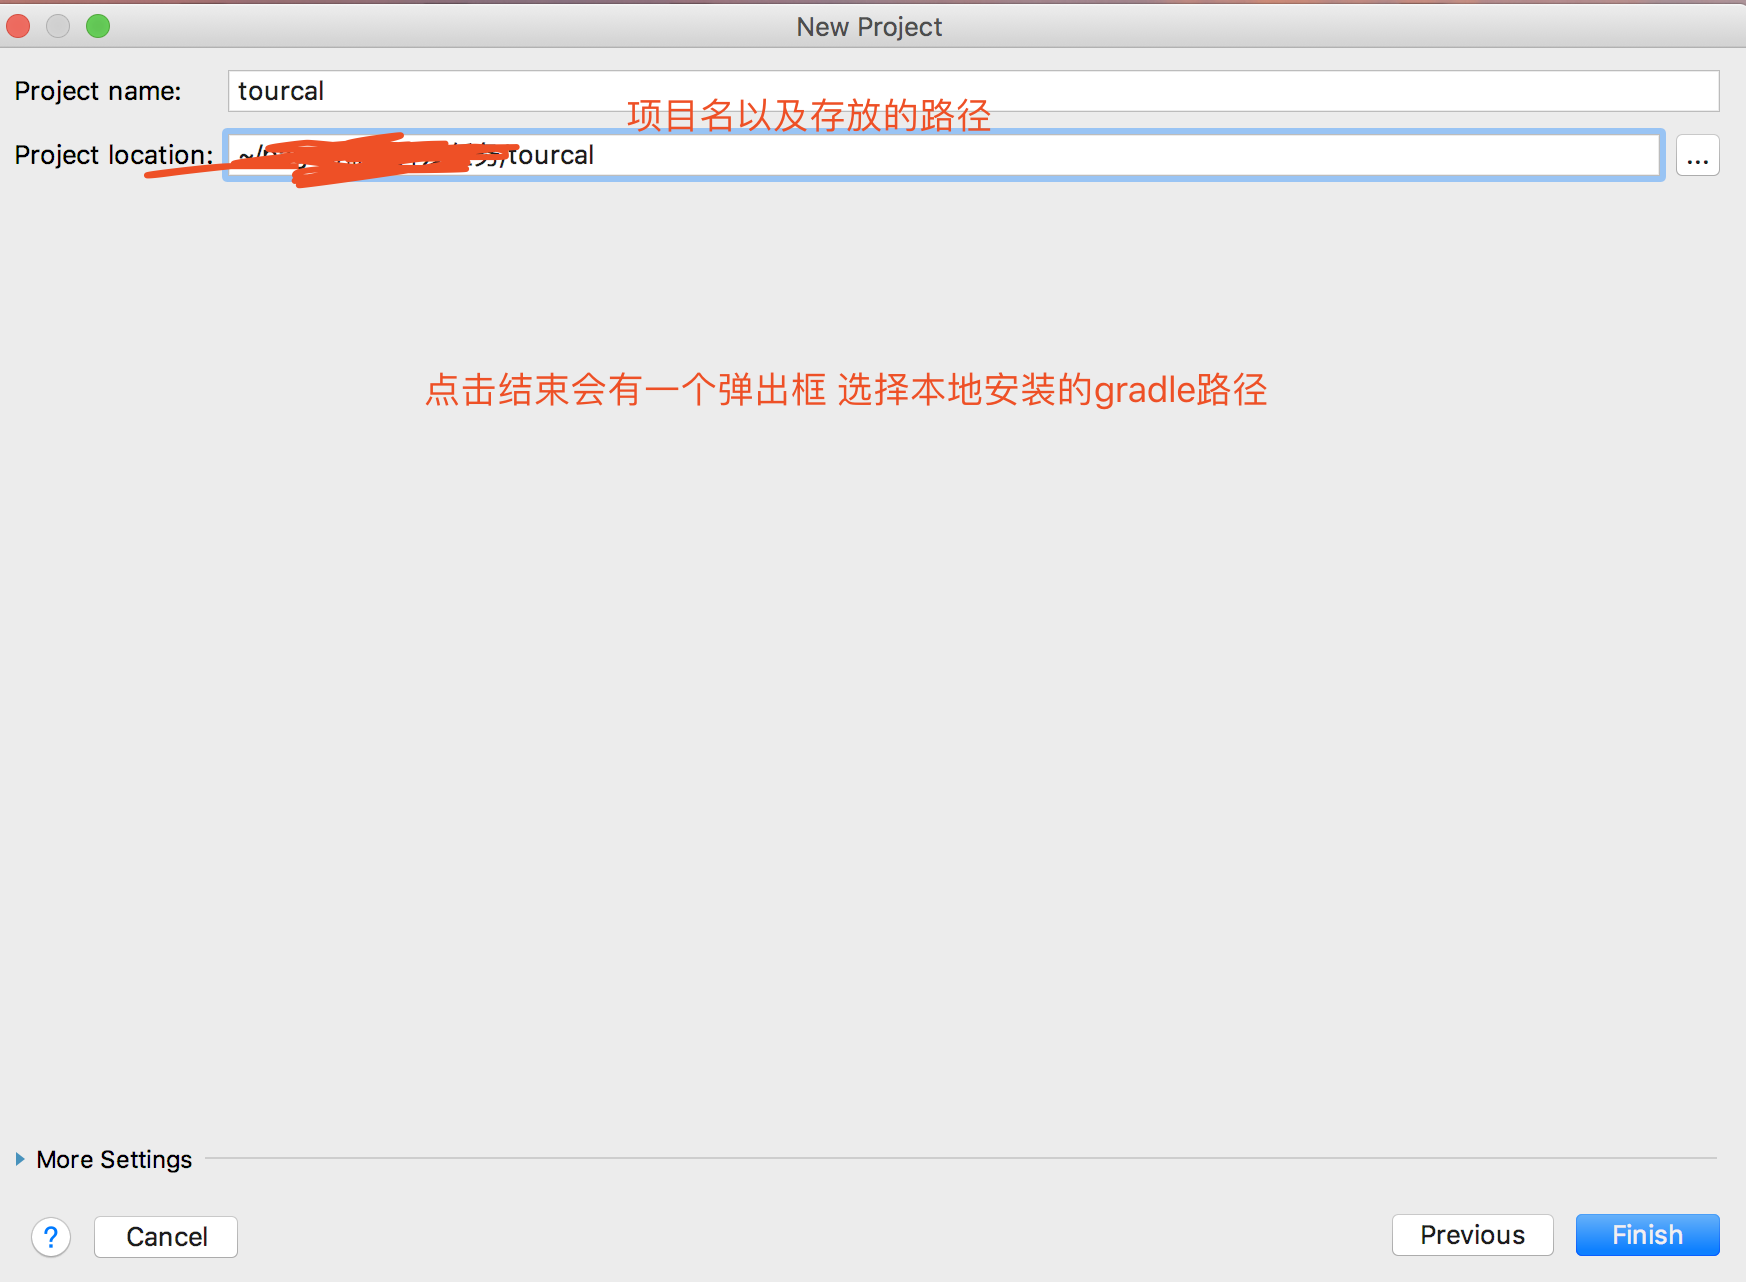 New Project
Project name: tourcal
项目名以及存放的路径
Project location: /tourcal ...
点击结束会有一个弹出框 选择本地安装的gradle路径
More Settings
? Cancel Previous Finish